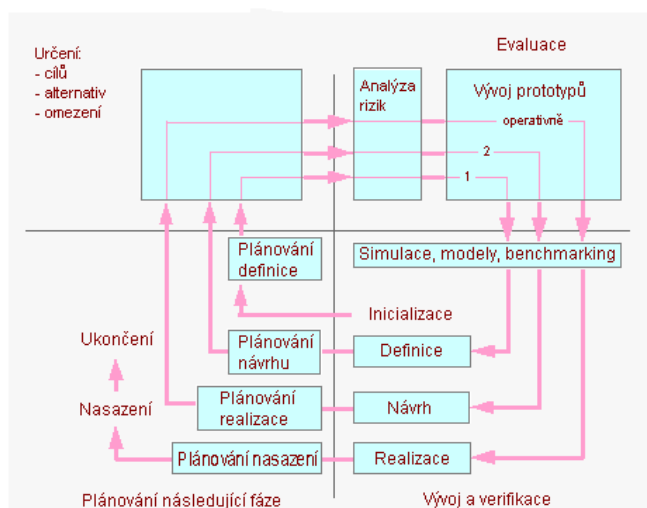 Určení:
- cílů
- alternativ
- omezení
Evaluace
Analýza
rizik
Vývoj prototypů
operativně
2
1
Plánování
definice
Simulace, modely, benchmarking
Inicializace
Ukončení
Plánování
návrhu
Definice
Nasazení
Plánování
realizace
Návrh
Plánování nasazení
Realizace
Plánování následující fáze
Vývoj a verifikace